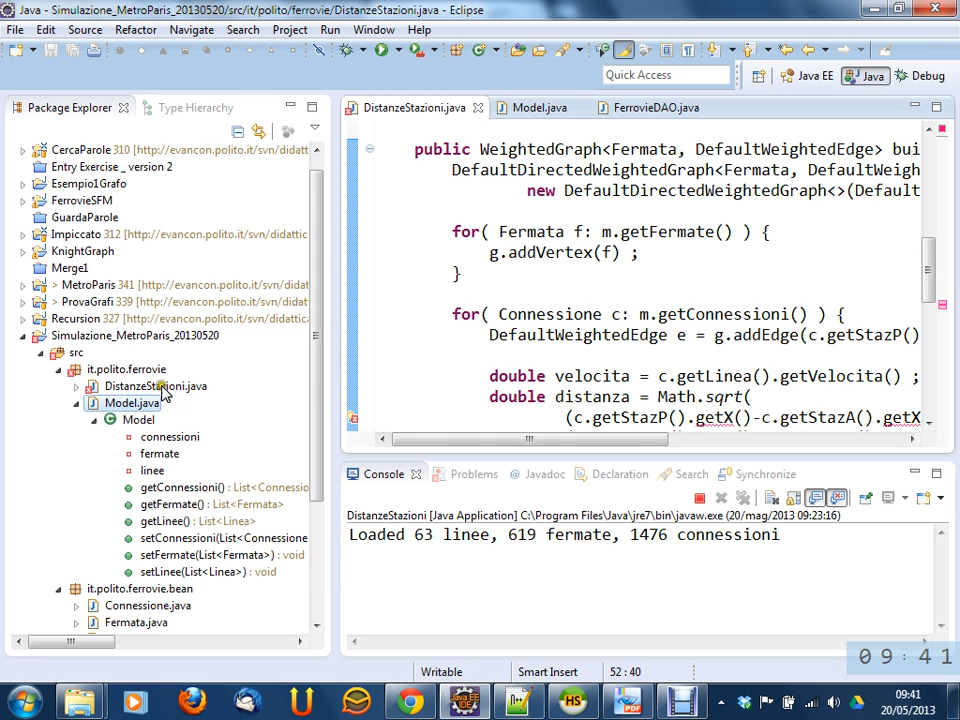 Java - Simulazione_MetroParis_20130520/src/it/polito/ferrovie/DistanzeStazioni.java - Eclipse
File Edit Source Refactor Navigate Search Project Run Window Help
Quick Access
Java EE
Java
Debug
Package Explorer
Type Hierarchy
CercaParole 310 [http://evancon.polito.it/svn/didatt
Entry Exercise _ version 2
Esempio1Grafo
FerrovieSFM
GuardaParole
Impiccato 312 [http://evancon.polito.it/svn/didattic
KnightGraph
Merge1
> MetroParis 341 [http://evancon.polito.it/svn/didatt
> ProvaGrafi 339 [http://evancon.polito.it/svn/didatt
Recursion 327 [http://evancon.polito.it/svn/didattica
Simulazione_MetroParis_20130520
src
it.polito.ferrovie
DistanzeStazioni.java
Model.java
Model
connessioni
fermate
linee
getConnessioni() : List<Connessio
getFermate() : List<Fermata>
getLinee() : List<Linea>
setConnessioni(List<Connessione
setFermate(List<Fermata>) : void
setLinee(List<Linea>) : void
it.polito.ferrovie.bean
Connessione.java
Fermata.java
DistanzeStazioni.java
Model.java
FerrovieDAO.java
public WeightedGraph<Fermata, DefaultWeightedEdge> bui
DefaultDirectedWeightedGraph<Fermata, DefaultWeigh
new DefaultDirectedWeightedGraph<>(Default
for( Fermata f: m.getFermate() ) {
g.addVertex(f) ;
}
for( Connessione c: m.getConnessioni() ) {
DefaultWeightedEdge e = g.addEdge(c.getStazP()
double velocita = c.getLinea().getVelocita() ;
double distanza = Math.sqrt(
(c.getStazP().getX()-c.getStazA().getX
Console
Problems
Javadoc
Declaration
Search
Synchronize
DistanzeStazioni [Java Application] C:\Program Files\Java\jre7\bin\javaw.exe (20/mag/2013 09:23:16)
Loaded 63 linee, 619 fermate, 1476 connessioni
09:41
Writable
Smart Insert
52 : 40
09:41
20/05/2013